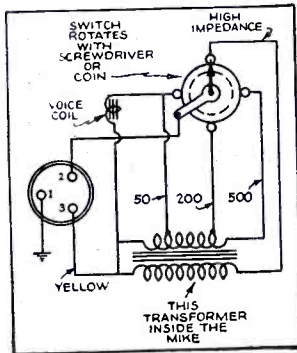 SWITCH
ROTATES
WITH
SCREWDRIVER
OR
COIN
HIGH
IMPEDANCE
VOICE
COIL
2
1
3
50
200
500
YELLOW
THIS
TRANSFORMER
INSIDE THE
MIKE